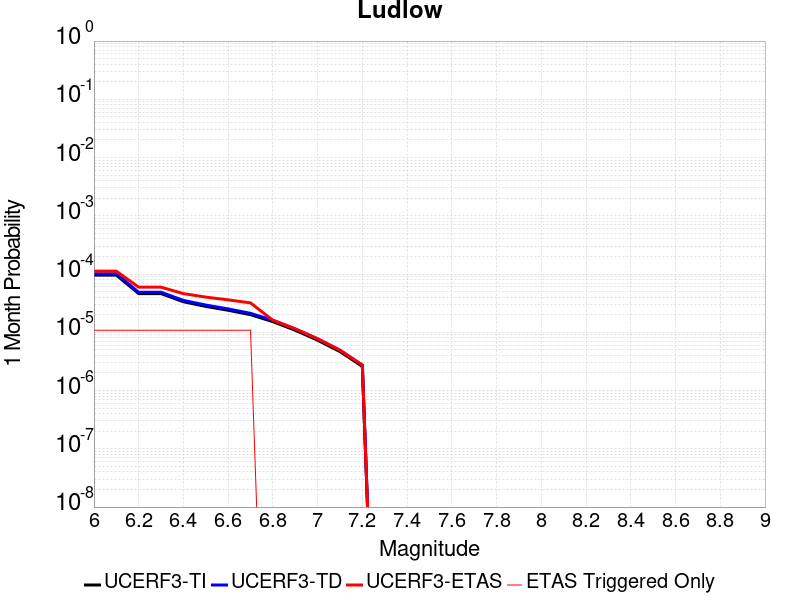 Ludlow
1 Month Probability
10^0
10^-1
10^-2
10^-3
10^-4
10^-5
10^-6
10^-7
10^-8
6 6.2 6.4 6.6 6.8 7 7.2 7.4 7.6 7.8 8 8.2 8.4 8.6 8.8 9
Magnitude
UCERF3-TI UCERF3-TD UCERF3-ETAS ETAS Triggered Only